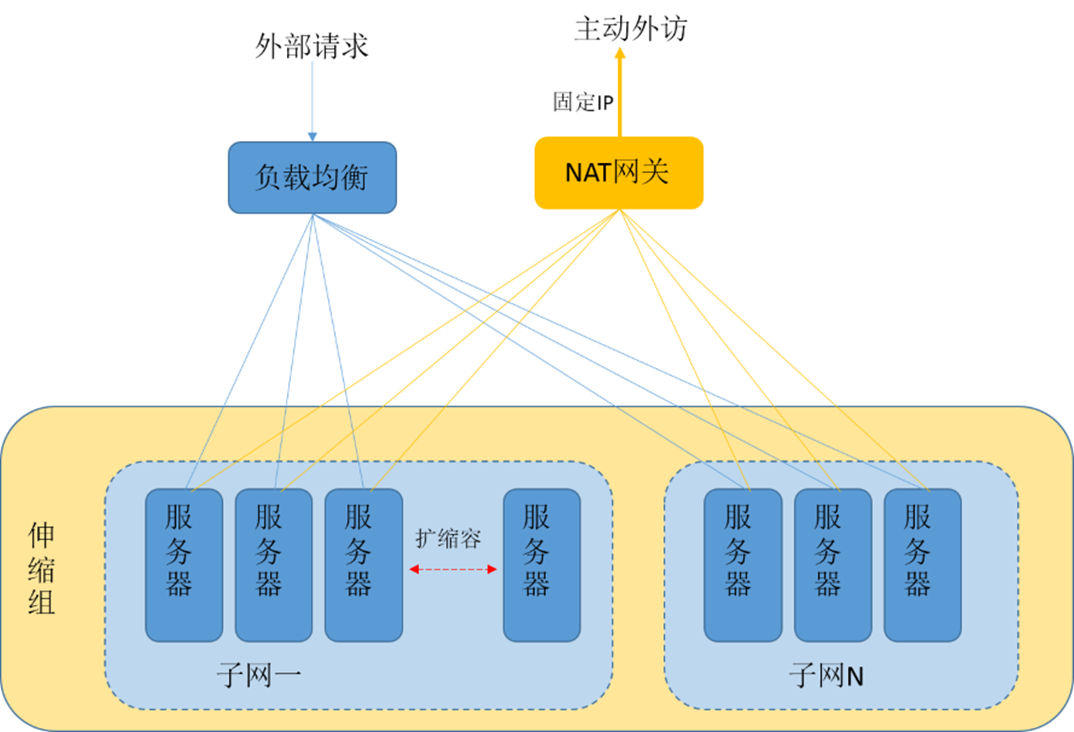 主动外访
外部请求
固定IP
负载均衡
NAT网关
伸缩组
服务器
服务器
服务器
扩缩容
服务器
服务器
服务器
服务器
子网一
子网N